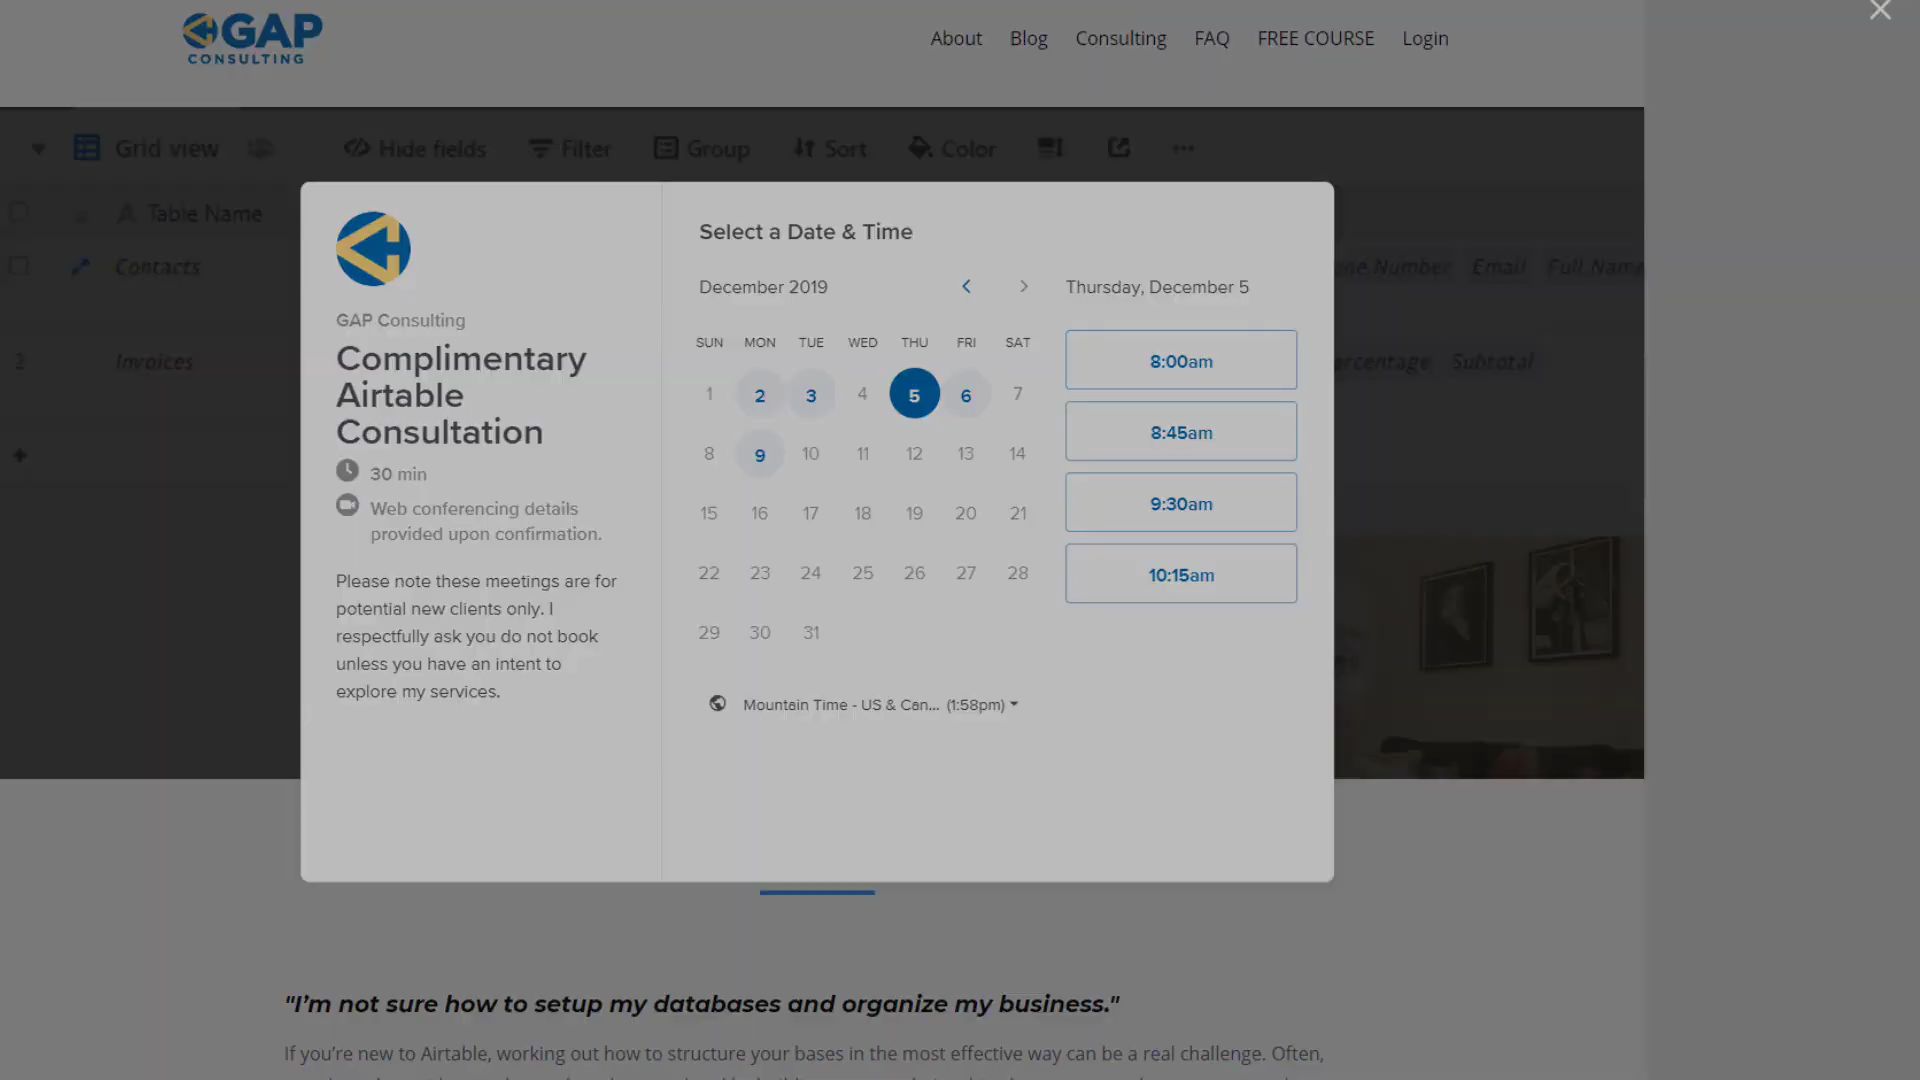 GAP
CONSULTING
About Blog Consulting FAQ FREE COURSE Login
Grid view Hide fields Filter Group Sort Color
Table Name
Contacts
Number Email Full Name
2 Invoices
Subtotal
GAP Consulting
Complimentary
Airtable
Consultation
30 min
Web conferencing details
provided upon confirmation.
Please note these meetings are for
potential new clients only. I
respectfully ask you do not book
unless you have an intent to
explore my services.
Select a Date & Time
December 2019
SUN MON TUE WED THU FRI SAT
1 2 3 4 5 6 7
8 9 10 11 12 13 14
15 16 17 18 19 20 21
22 23 24 25 26 27 28
29 30 31
Mountain Time - US & Can... (1:58pm)
Thursday, December 5
8:00am
8:45am
9:30am
10:15am
"I'm not sure how to setup my databases and organize my business."
If you're new to Airtable, working out how to structure your bases in the most effective way can be a real challenge. Often,